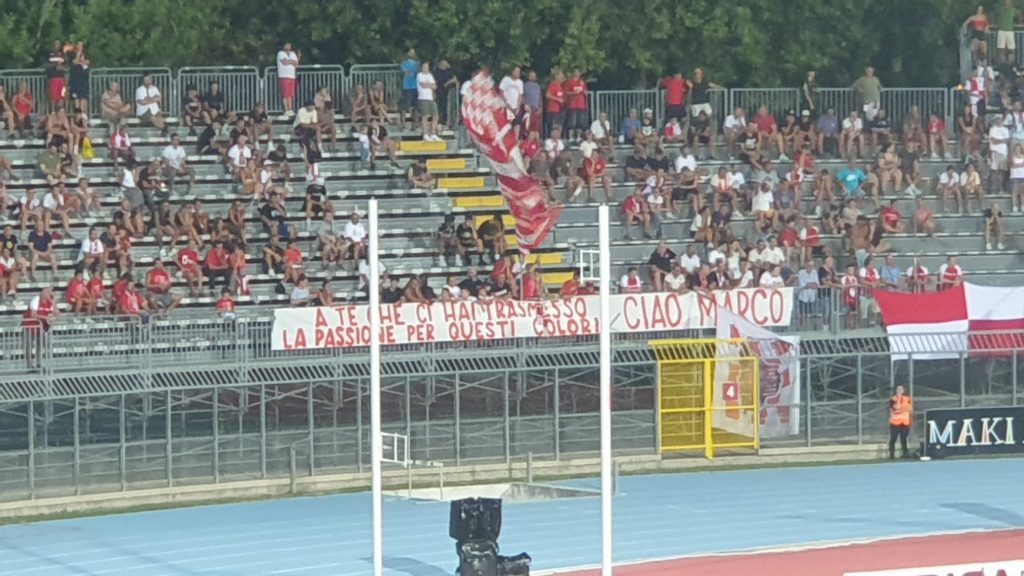 A TE CHE CI HAI TRASMESSO
LA PASSIONE PER QUESTI COLORI
CIAO MARCO
4
MAKI